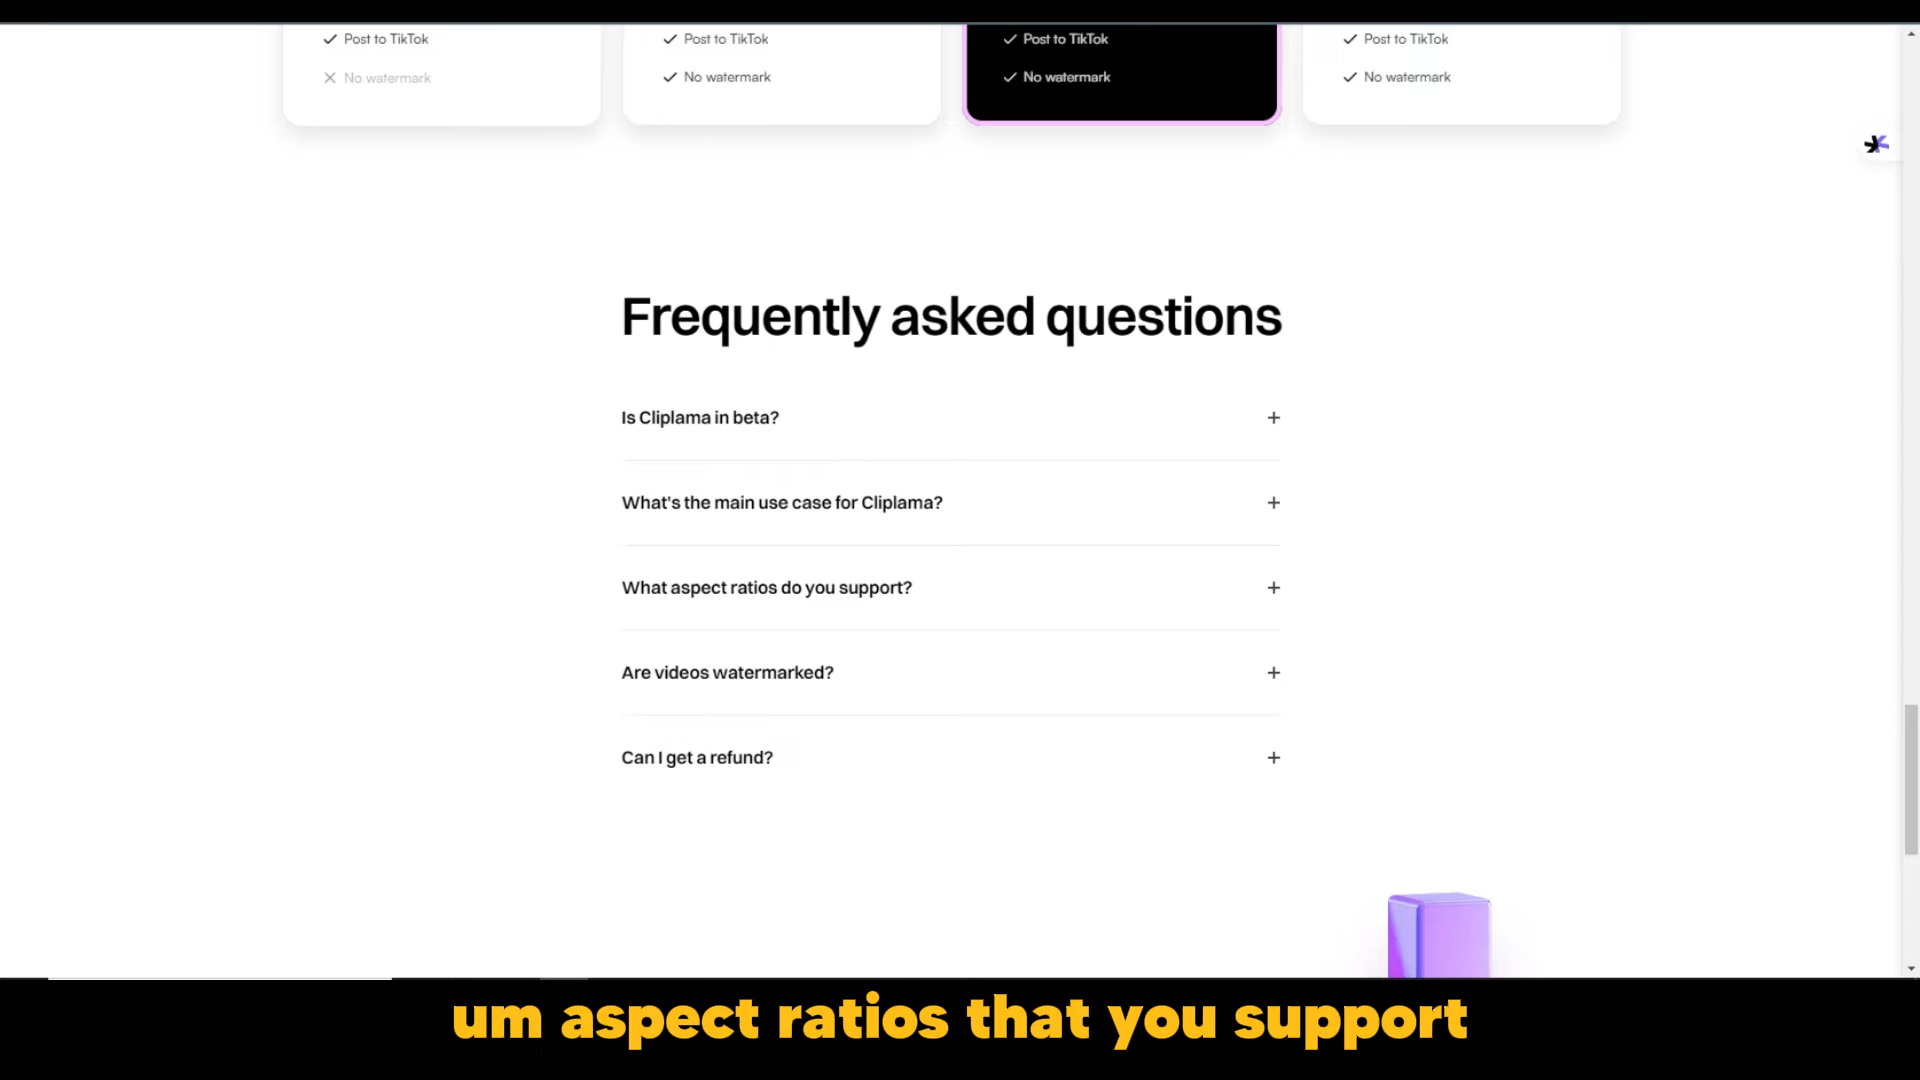 Post to TikTok Post to TikTok Post to TikTok Post to TikTok
No watermark No watermark No watermark No watermark
Frequently asked questions
Is Cliplama in beta?
What's the main use case for Cliplama?
What aspect ratios do you support?
Are videos watermarked?
Can I get a refund?
um aspect ratios that you support